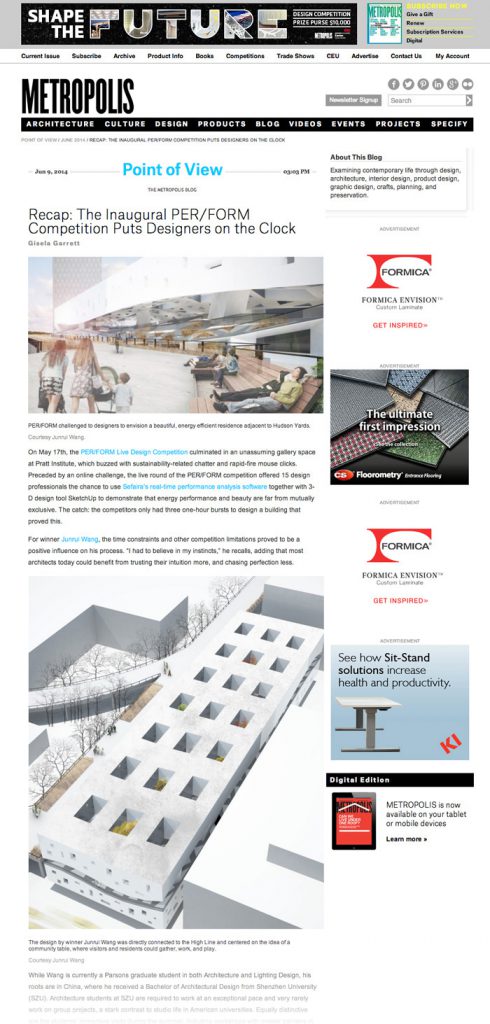 SHAPE THE FUTURE
DESIGN COMPETITION
PRIZE PURSE $10,000
METROPOLIS
SUBSCRIBE NOW
Give a Gift
Renew
Subscription Services
Digital
Current Issue Subscribe Archive Product Info Books Competitions Trade Shows CEU Advertise Contact Us My Account
METROPOLIS
Newsletter Signup Search
ARCHITECTURE CULTURE DESIGN PRODUCTS BLOG VIDEOS EVENTS PROJECTS SPECIFY
POINT OF VIEW / JUNE 2014 / RECAP: THE INAUGURAL PER/FORM COMPETITION PUTS DESIGNERS ON THE CLOCK
Jun 9, 2014 Point of View 03:03 PM
THE METROPOLIS BLOG
Recap: The Inaugural PER/FORM
Competition Puts Designers on the Clock
Gisela Garrett
PER/FORM challenged to designers to envision a beautiful, energy efficient residence adjacent to Hudson Yards.
Courtesy Junrui Wang.
On May 17th, the PER/FORM Live Design Competition culminated in an unassuming gallery space
at Pratt Institute, which buzzed with sustainability-related chatter and rapid-fire mouse clicks.
Preceded by an online challenge, the live round of the PER/FORM competition offered 15 design
professionals the chance to use Sefaira's real-time performance analysis software together with 3-
D design tool SketchUp to demonstrate that energy performance and beauty are far from mutually
exclusive. The catch: the competitors only had three one-hour bursts to design a building that
proved this.
For winner Junrui Wang, the time constraints and other competition limitations proved to be a
positive influence on his process. "I had to believe in my instincts," he recalls, adding that most
architects today could benefit from trusting their intuition more, and chasing perfection less.
The design by winner Junrui Wang was directly connected to the High Line and centered on the idea of a
community table, where visitors and residents could gather, work, and play.
Courtesy Junrui Wang
While Wang is currently a Parsons graduate student in both Architecture and Lighting Design, his
roots are in China, where he received a Bachelor of Architectural Design from Shenzhen University
(SZU). Architecture students at SZU are required to work at an exceptional pace and very rarely
work on group projects, a stark contrast to studio life in American universities. Equally distinctive
About This Blog
Examining contemporary life through design,
architecture, interior design, product design,
graphic design, crafts, planning, and
preservation.
ADVERTISEMENT
FORMICA®
FORMICA ENVISION™
Custom Laminate
GET INSPIRED»
ADVERTISEMENT
The ultimate
first impression
the collection
CS Floorometry™ Entrance Flooring
ADVERTISEMENT
FORMICA®
FORMICA ENVISION™
Custom Laminate
GET INSPIRED»
ADVERTISEMENT
See how Sit-Stand
solutions increase
health and productivity.
KI
Digital Edition
METROPOLIS
METROPOLIS is now
available on your tablet
or mobile devices
Learn more »